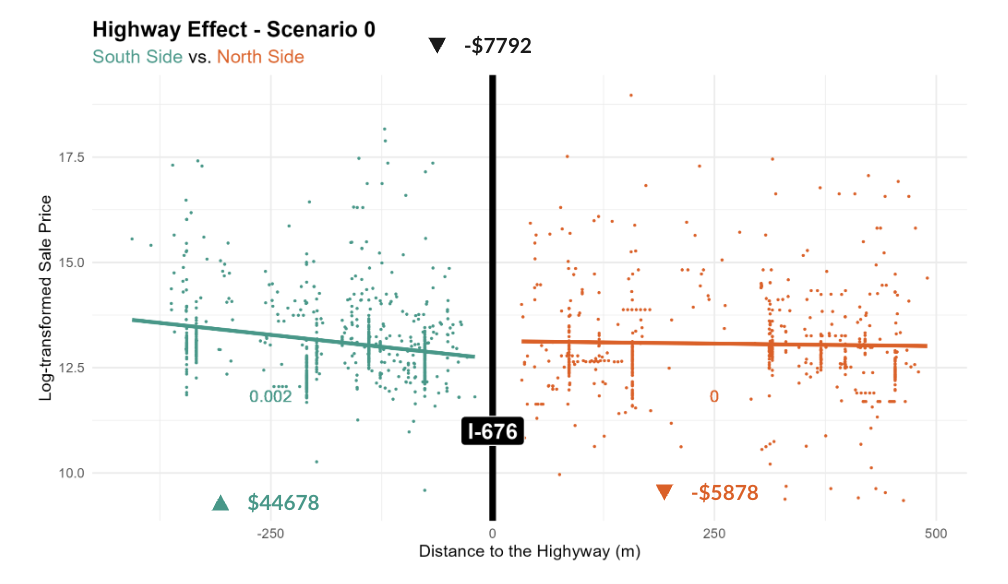 Highway Effect - Scenario 0
South Side vs. North Side
▼ -$7792
Log-transformed Sale Price
17.5
15.0
12.5
10.0
0.002
0
I-676
▲ $44678
▼ -$5878
-250
0
250
500
Distance to the Highyway (m)